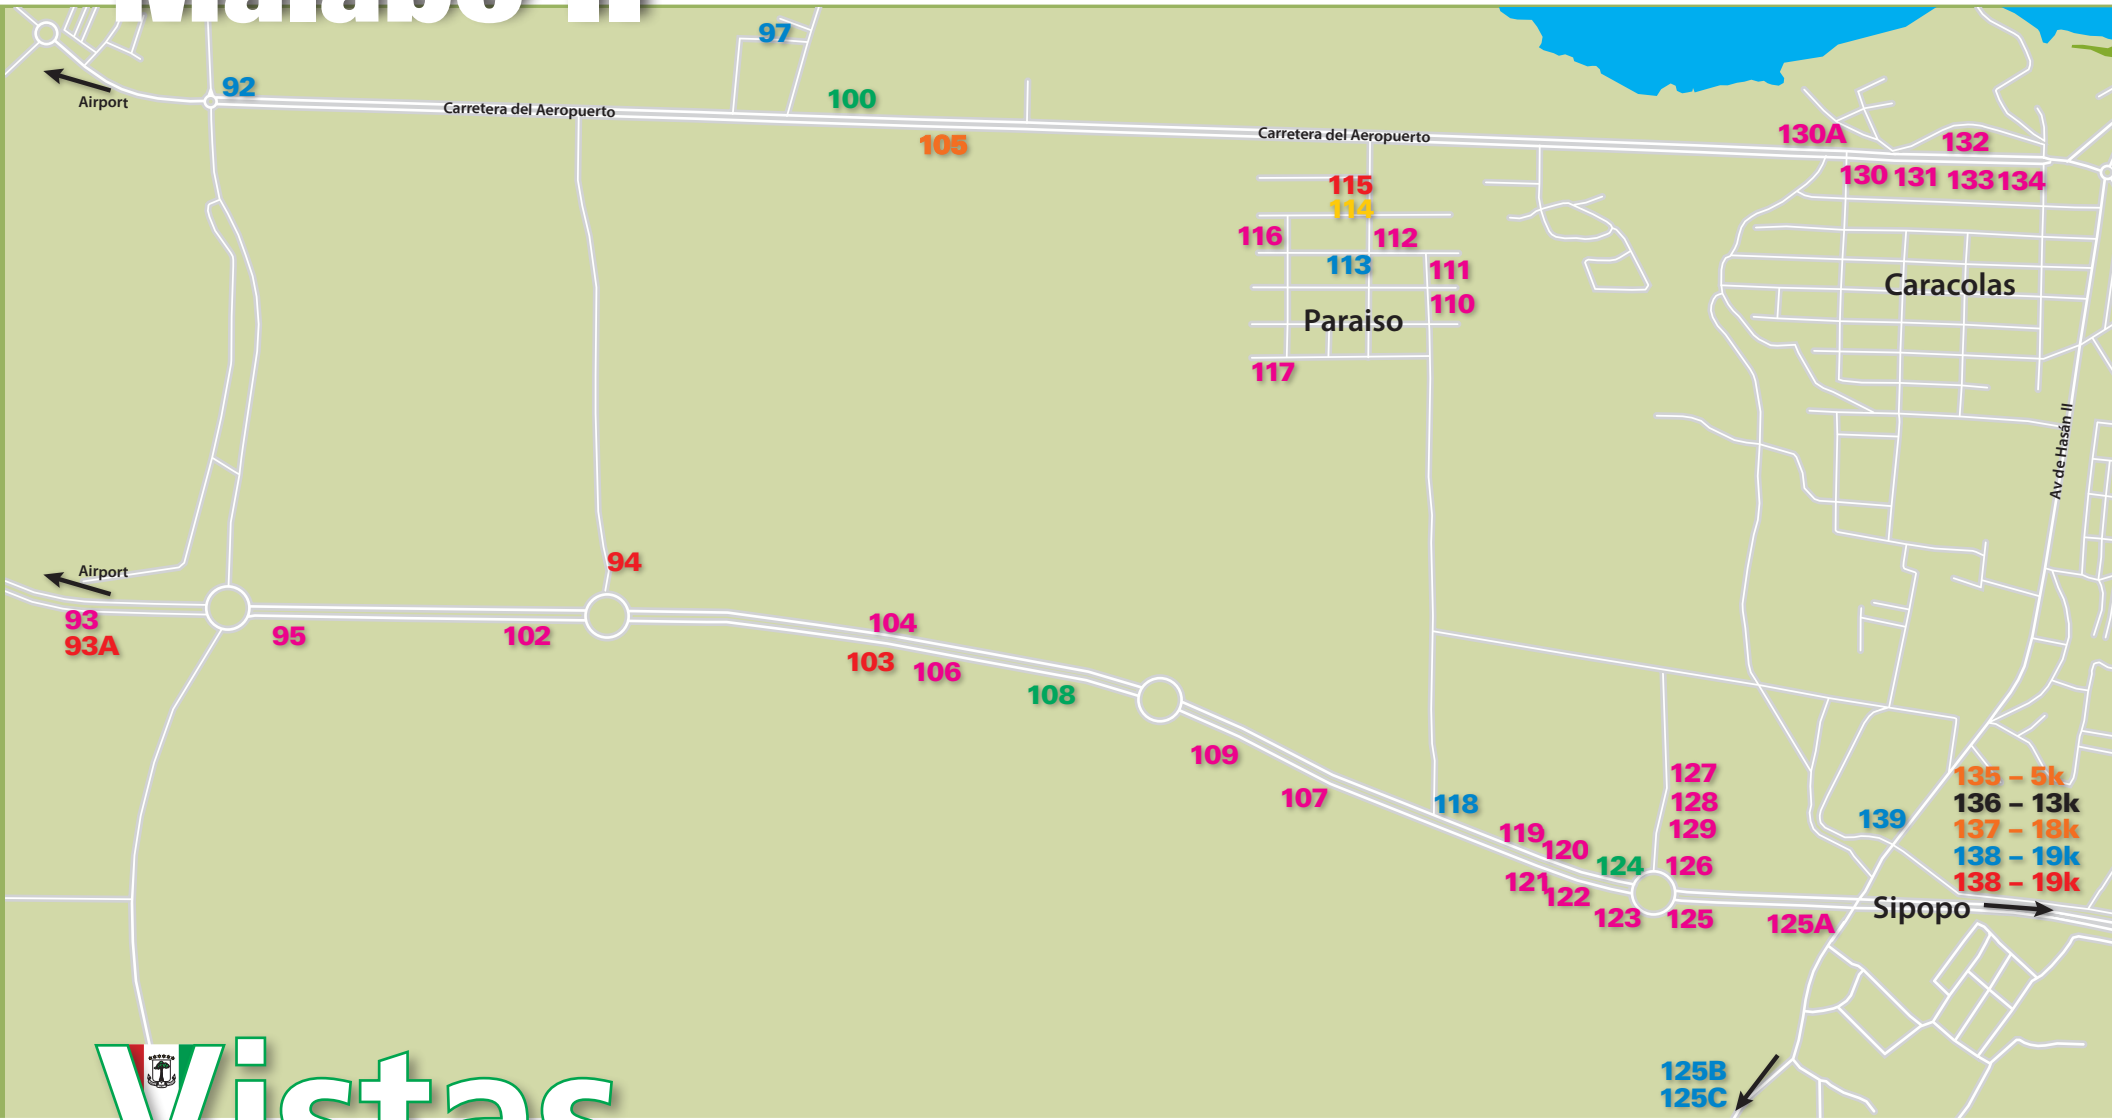 Malabo II
97
92
Airport
Carretera del Aeropuerto
100
105
Carretera del Aeropuerto
130A
132
130 131 133 134
115
114
116
112
113
111
110
Paraiso
117
Caracolas
Av de Hasán II
Airport
93
93A
95
102
94
104
103
106
108
109
107
118
119
120
121
122
123
124
126
125
127
128
129
125A
139
135 – 5k
136 – 13k
137 – 18k
138 – 19k
138 – 19k
Sipopo
125B
125C
Vistas